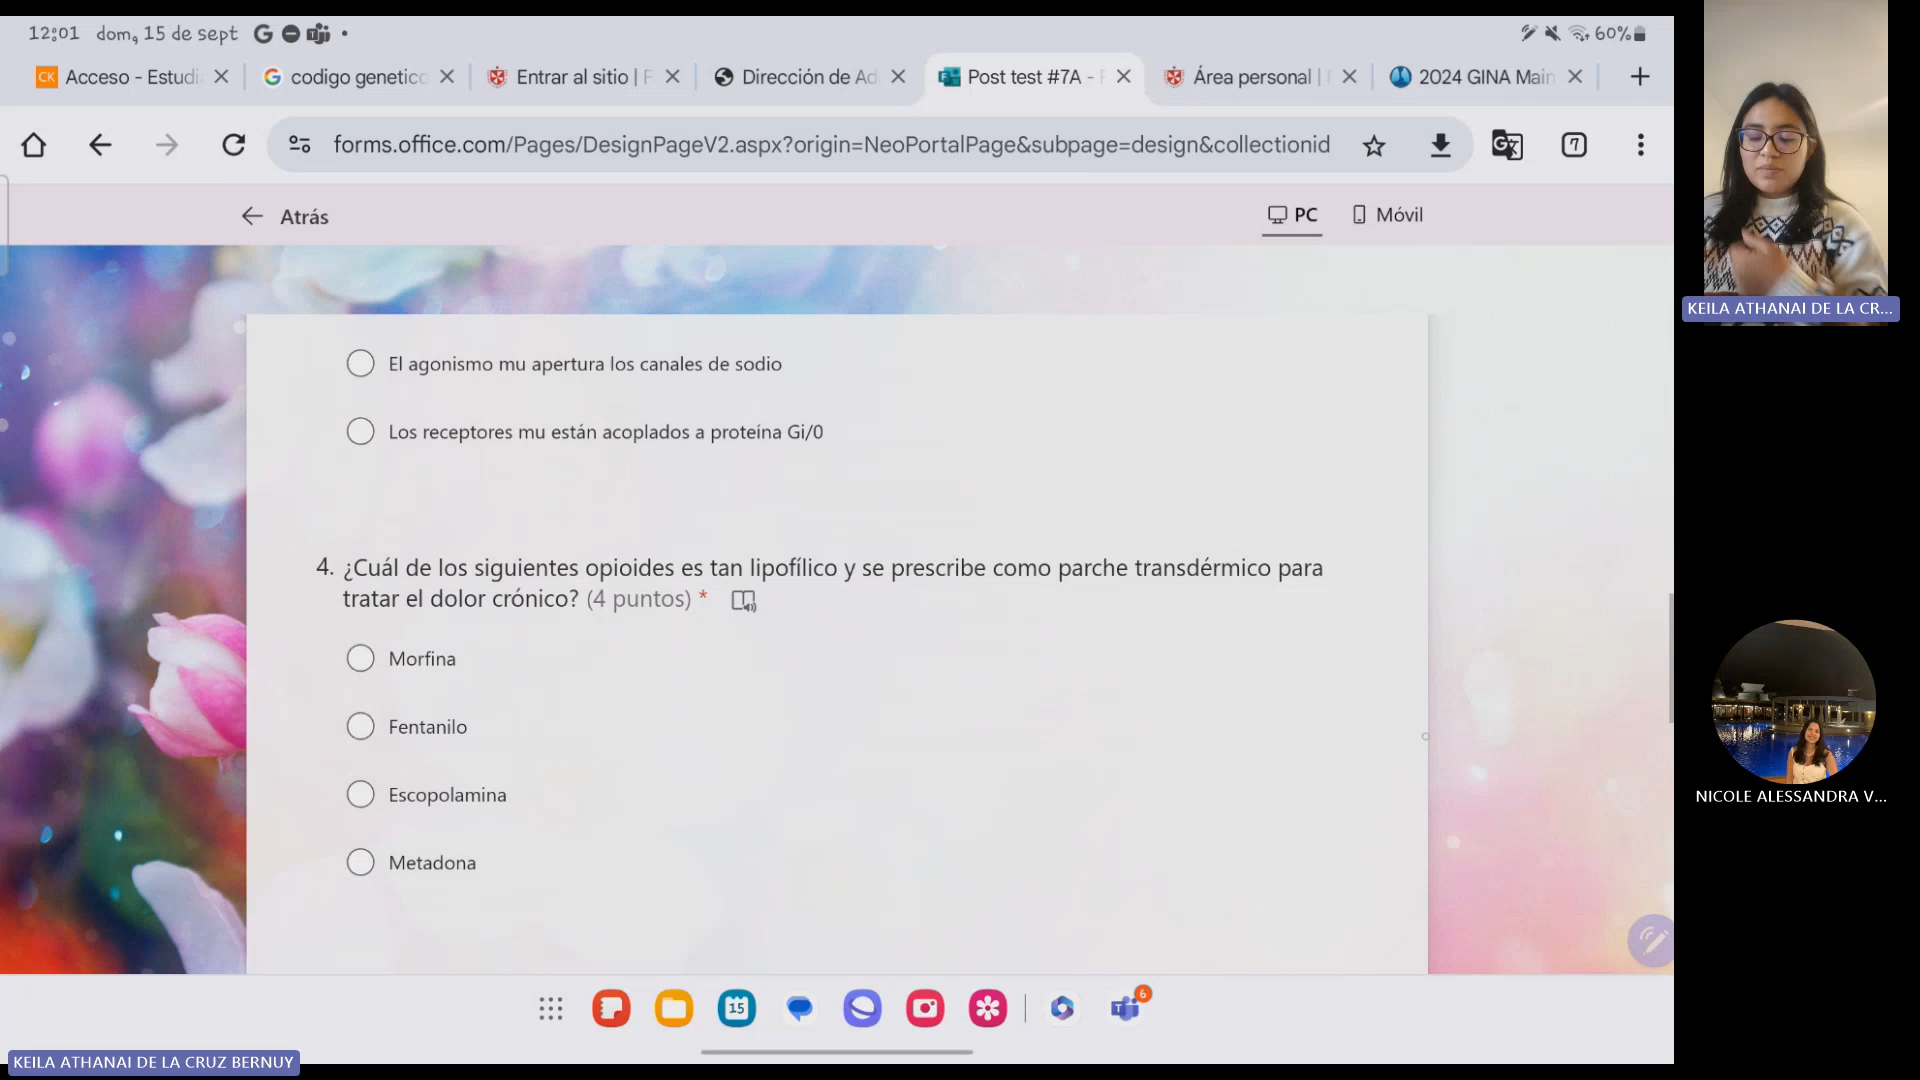 12:01 dom, 15 de sept
60%
Acceso - Estudi
codigo genetico
Entrar al sitio | F
Dirección de Ad
Post test #7A - F
Área personal |
2024 GINA Main
forms.office.com/Pages/DesignPageV2.aspx?origin=NeoPortalPage&subpage=design&collectionid
7
Atrás
PC
Móvil
El agonismo mu apertura los canales de sodio
Los receptores mu están acoplados a proteína Gi/0
4. ¿Cuál de los siguientes opioides es tan lipofílico y se prescribe como parche transdérmico para
tratar el dolor crónico? (4 puntos) *
Morfina
Fentanilo
Escopolamina
Metadona
15
6
KEILA ATHANAI DE LA CRUZ BERNUY
KEILA ATHANAI DE LA CR...
NICOLE ALESSANDRA V...